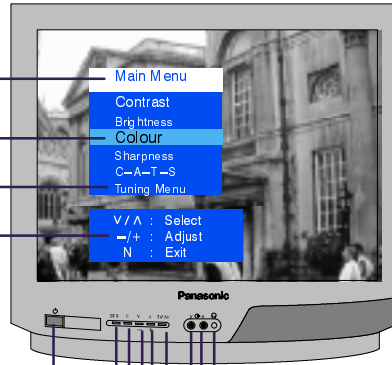 Main Menu
Contrast
Brightness
Colour
Sharpness
C–A–T–S
Tuning Menu
∨/∧ : Select
–/+ : Adjust
N : Exit
Panasonic